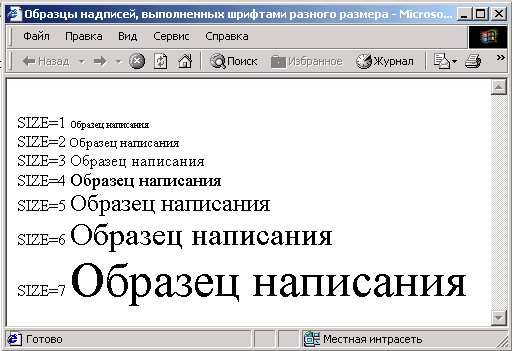 Образцы надписей, выполненных шрифтами разного размера - Microso...
Файл Правка Вид Сервис Справка
Назад Поиск Избранное Журнал »
SIZE=1 Образец написания
SIZE=2 Образец написания
SIZE=3 Образец написания
SIZE=4 Образец написания
SIZE=5 Образец написания
SIZE=6 Образец написания
SIZE=7 Образец написания
Готово Местная интрасеть